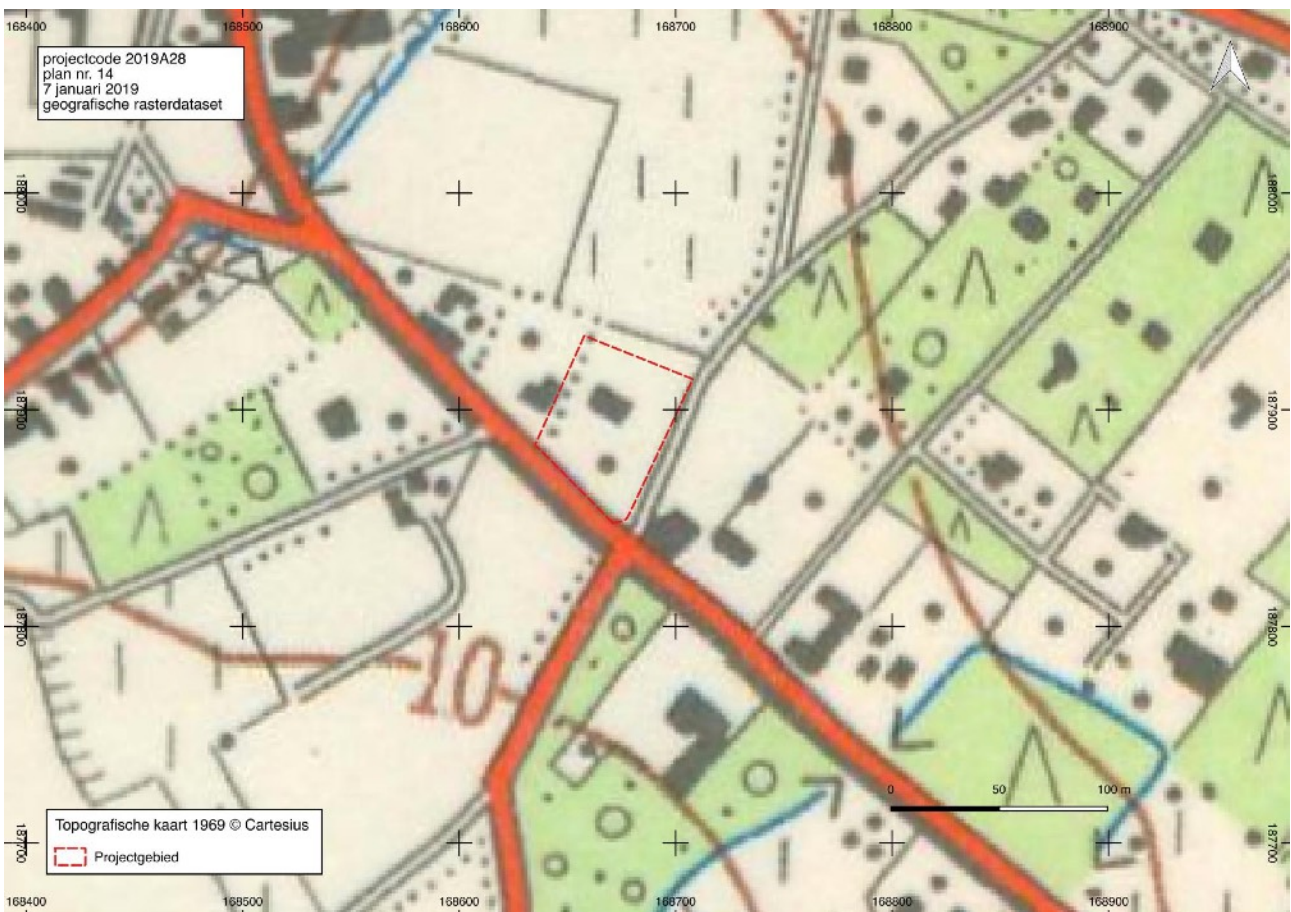 168400 168500 168600 168700 168800 168900
projectcode 2019A28
plan nr. 14
7 januari 2019
geografische rasterdataset
188000 188000
187900 187900
187800 187800
10
0 50 100 m
187700 187700
Topografische kaart 1969 © Cartesius
Projectgebied
168400 168500 168600 168700 168800 168900